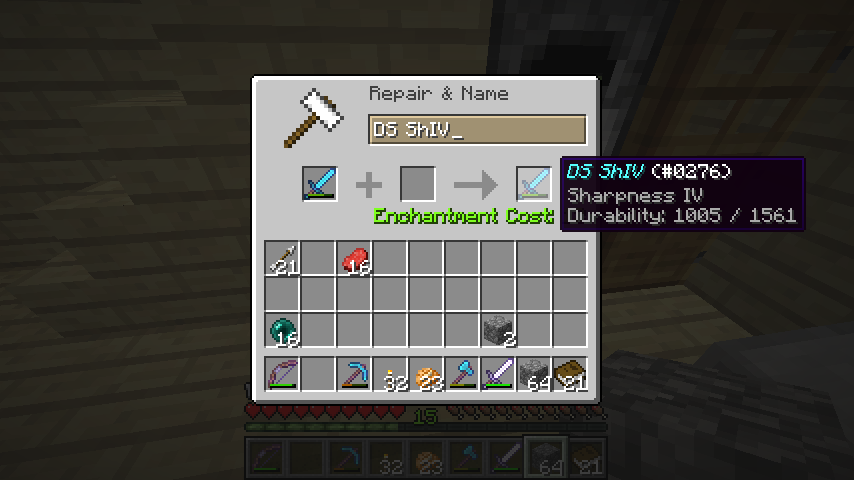 Repair & Name
DS ShIV_
DS ShIV (#0276)
Sharpness IV
Durability: 1005 / 1561
Enchantment Cost:
21
16
16
2
32
23
64
21
15
32
23
64
21